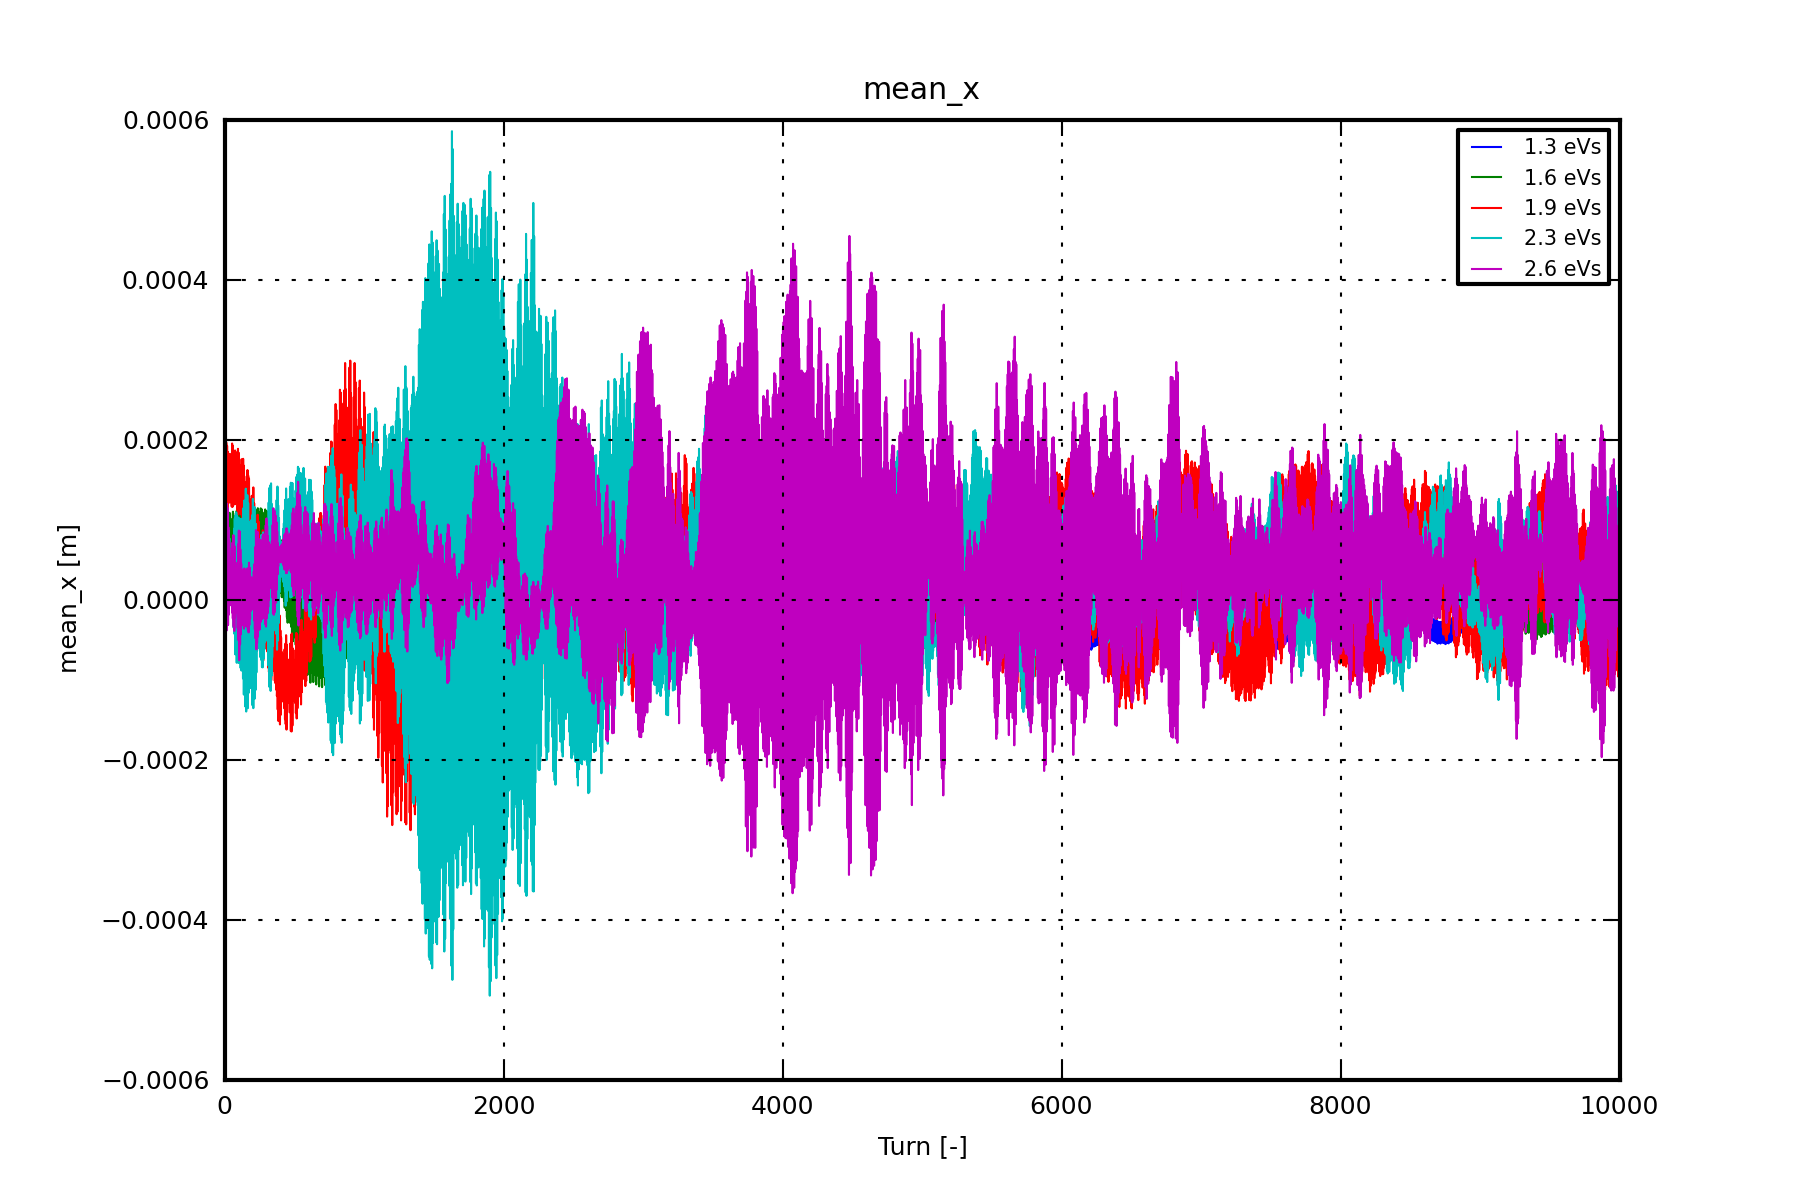 mean_x
0.0006
0.0004
0.0002
0.0000
−0.0002
−0.0004
−0.0006
mean_x [m]
0 2000 4000 6000 8000 10000
Turn [-]
1.3 eVs
1.6 eVs
1.9 eVs
2.3 eVs
2.6 eVs